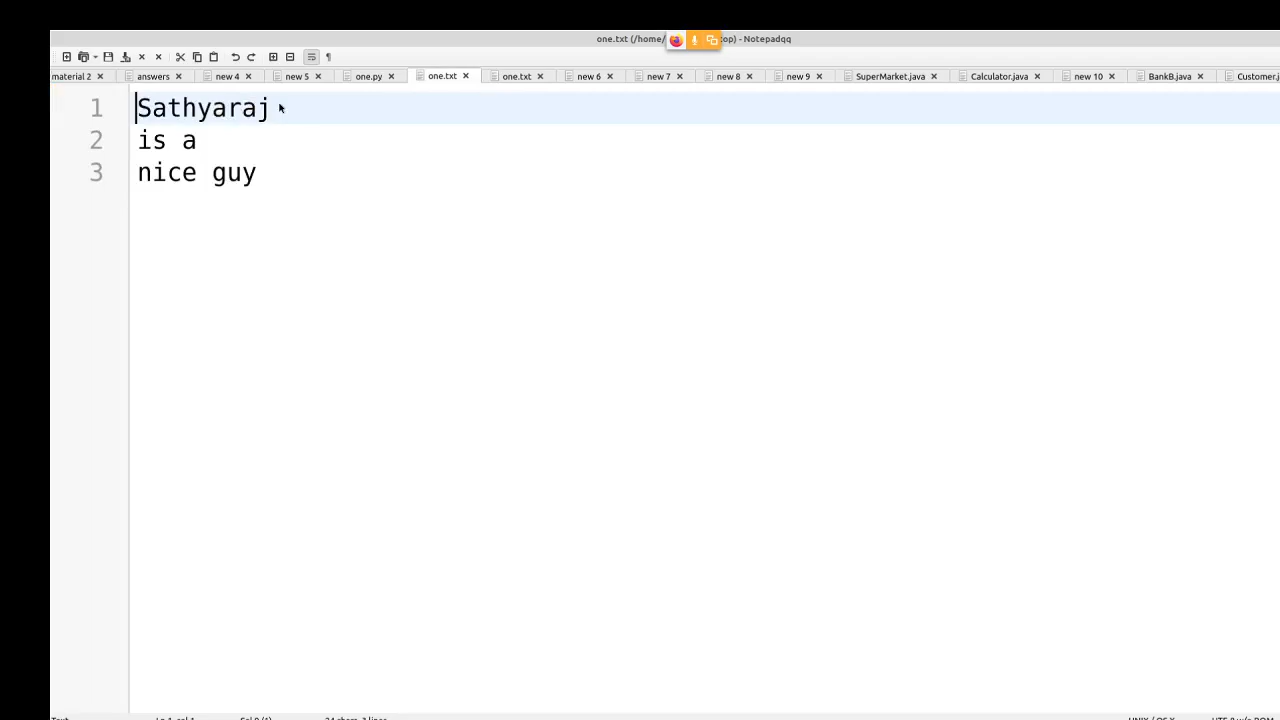 one.txt (/home/ top) - Notepadqq
material 2 answers new 4 new 5 one.py one.txt one.txt new 6 new 7 new 8 new 9 SuperMarket.java Calculator.java new 10 BankB.java Customer.j
1 Sathyaraj
2 is a
3 nice guy